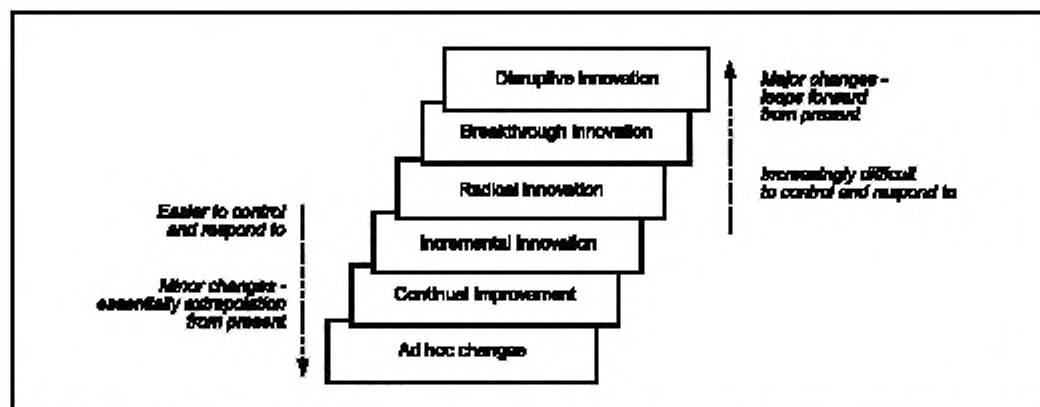 Disruptive Innovation
Breakthrough Innovation
Radical Innovation
Incremental Innovation
Continual Improvement
Ad hoc changes
Major changes -
leaps forward
from present
Increasingly difficult
to control and respond to
Easier to control
and respond to
Minor changes -
essentially extrapolation
from present